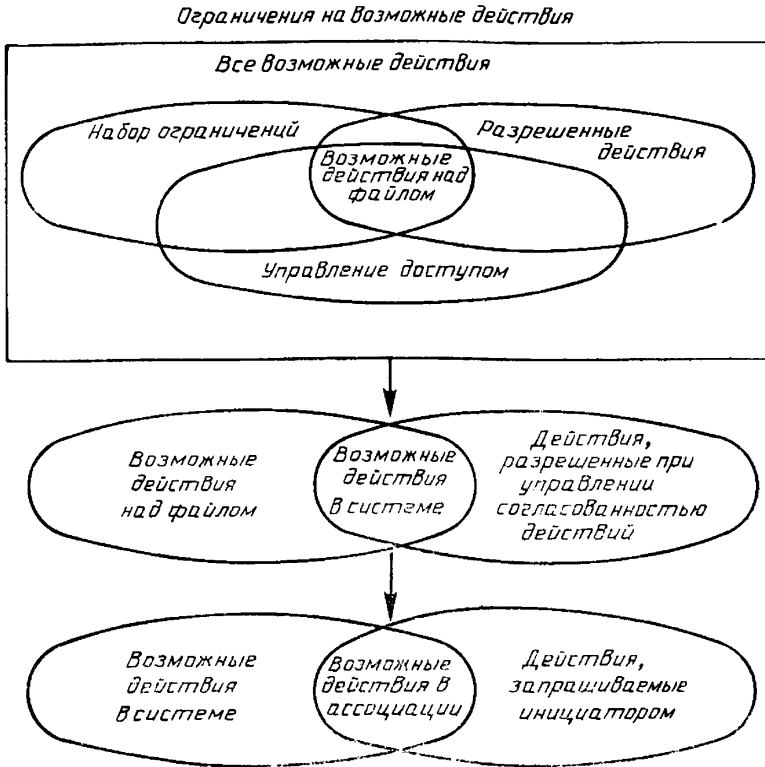 Ограничения на возможные действия
Все возможные действия
Набор ограничений
Разрешенные
действия
Возможные
действия над
файлом
Управление доступом
Возможные
действия
над файлом
Возможные
действия
в системе
Действия,
разрешенные при
управлении
согласованностью
действий
Возможные
действия
в системе
Возможные
действия в
ассоциации
Действия,
запрашиваемые
инициатором